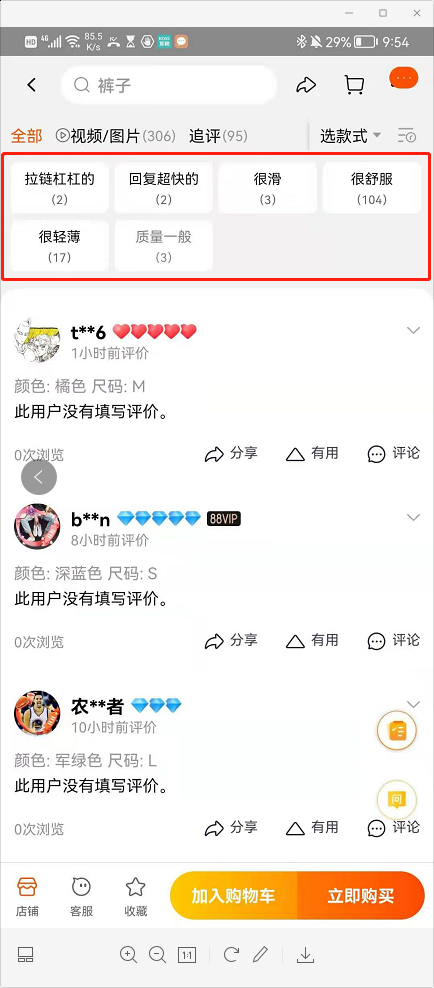 HD 4G 85.5 K/s 29% 9:54
裤子
全部 视频/图片(306) 追评(95) 选款式
拉链杠杠的 回复超快的 很滑 很舒服
(2) (2) (3) (104)
很轻薄 质量一般
(17) (3)
t**6
1小时前评价
颜色: 橘色 尺码: M
此用户没有填写评价。
0次浏览 分享 有用 评论
b**n 88VIP
8小时前评价
颜色: 深蓝色 尺码: S
此用户没有填写评价。
0次浏览 分享 有用 评论
农**者
10小时前评价
颜色: 军绿色 尺码: L
此用户没有填写评价。
问
0次浏览 分享 有用 评论
店铺 客服 收藏 加入购物车 立即购买
1:1